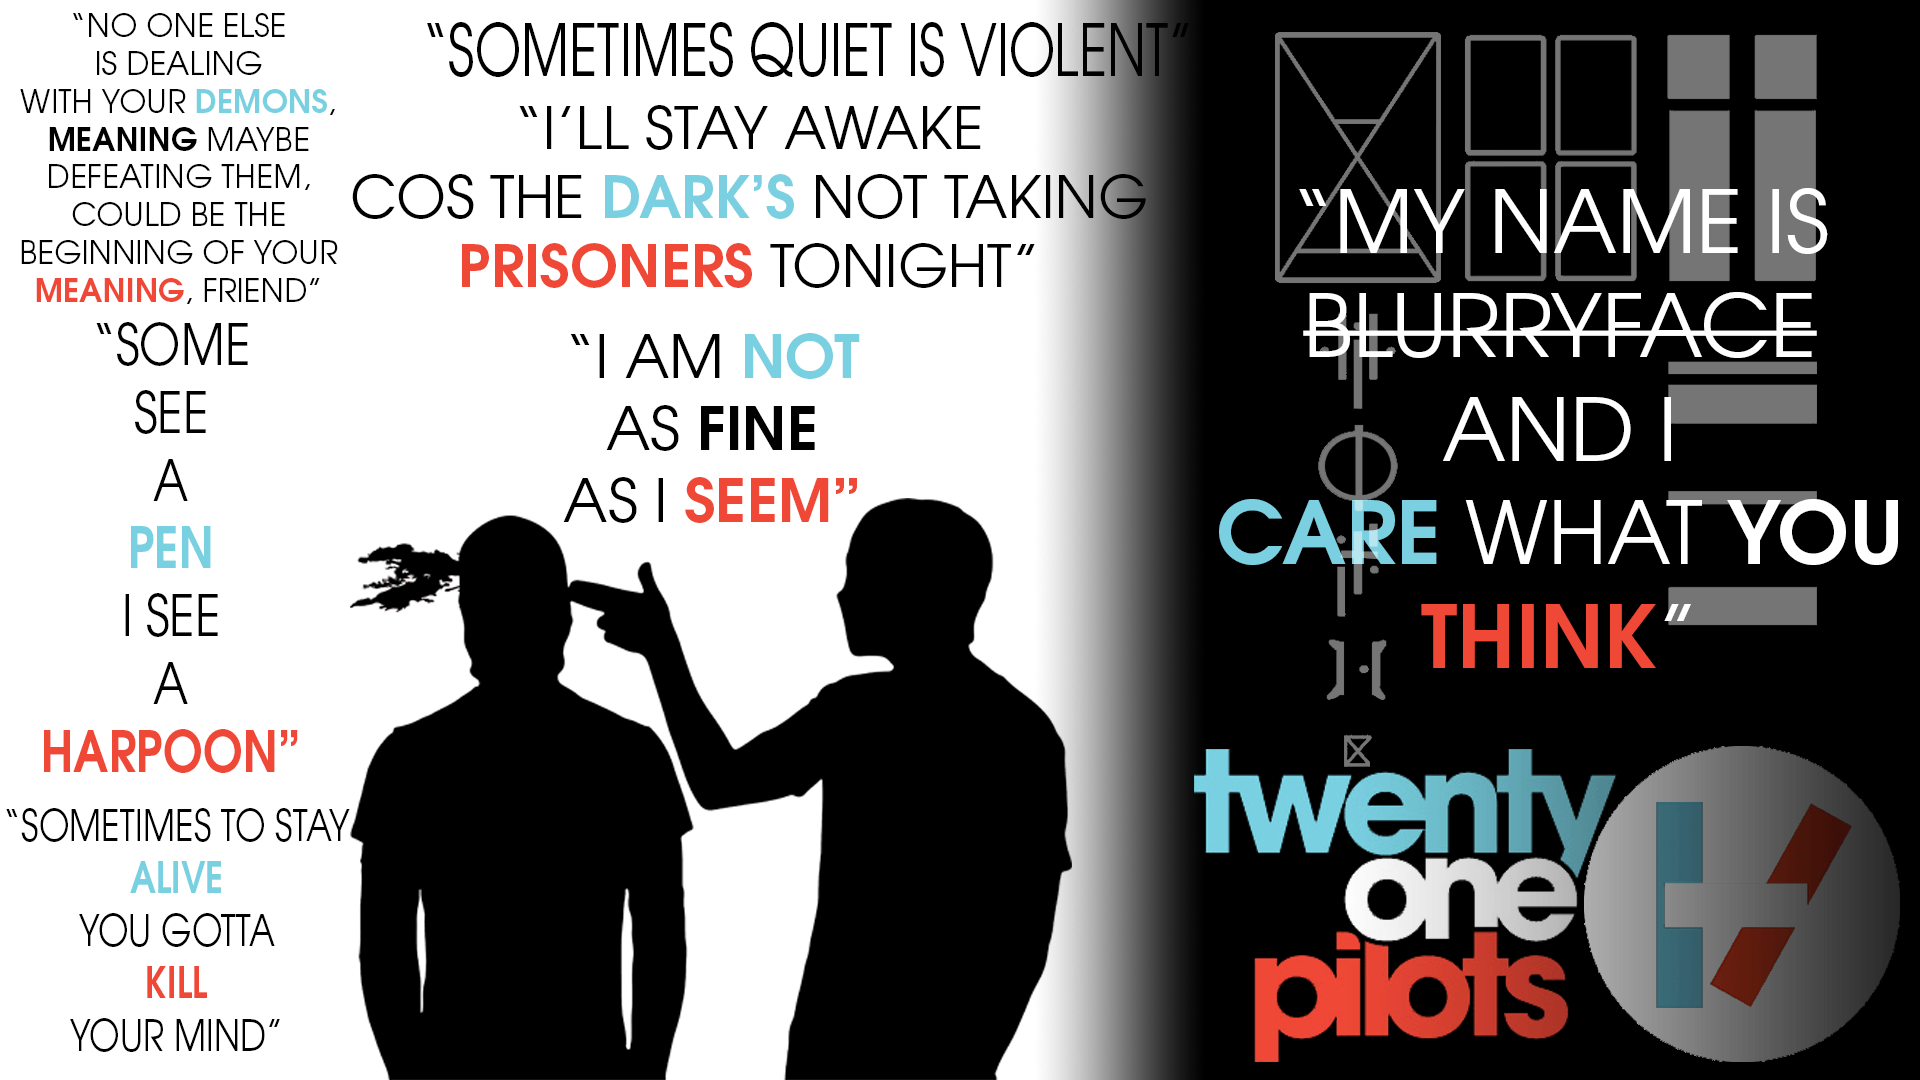 “NO ONE ELSE
IS DEALING
WITH YOUR DEMONS,
MEANING MAYBE
DEFEATING THEM,
COULD BE THE
BEGINNING OF YOUR
MEANING, FRIEND”
“SOME
SEE
A
PEN
I SEE
A
HARPOON”
“SOMETIMES TO STAY
ALIVE
YOU GOTTA
KILL
YOUR MIND”
“SOMETIMES QUIET IS VIOLENT”
“I’LL STAY AWAKE
COS THE DARK’S NOT TAKING
PRISONERS TONIGHT”
“I AM NOT
AS FINE
AS I SEEM”
“MY NAME IS
BLURRYFACE
AND I
CARE WHAT YOU
THINK”
twenty
one
pilots